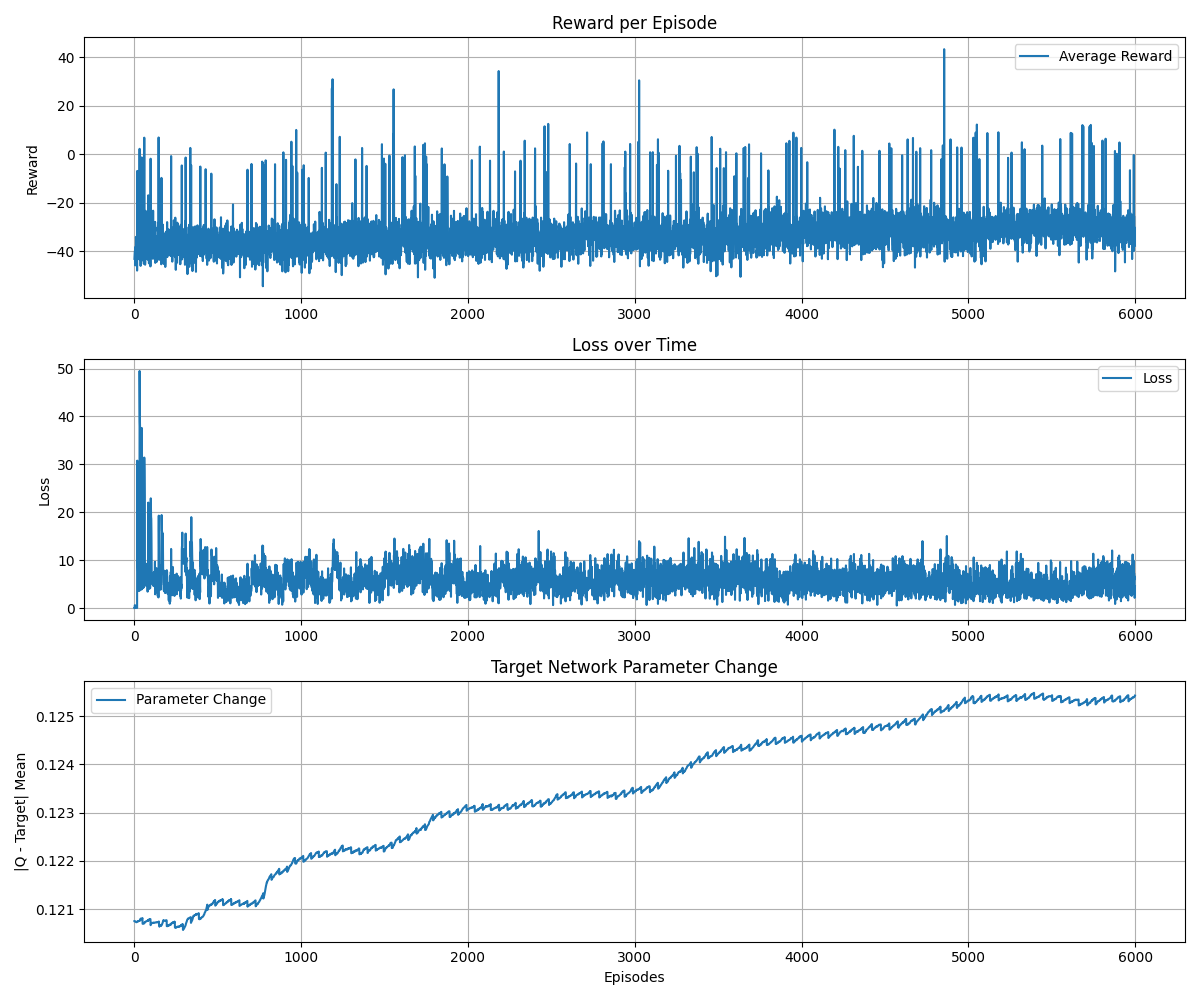 Reward per Episode
Reward
40
20
0
−20
−40
Average Reward
0 1000 2000 3000 4000 5000 6000
Loss over Time
Loss
50
40
30
20
10
0
Loss
0 1000 2000 3000 4000 5000 6000
Target Network Parameter Change
|Q - Target| Mean
0.125
0.124
0.123
0.122
0.121
Parameter Change
0 1000 2000 3000 4000 5000 6000
Episodes